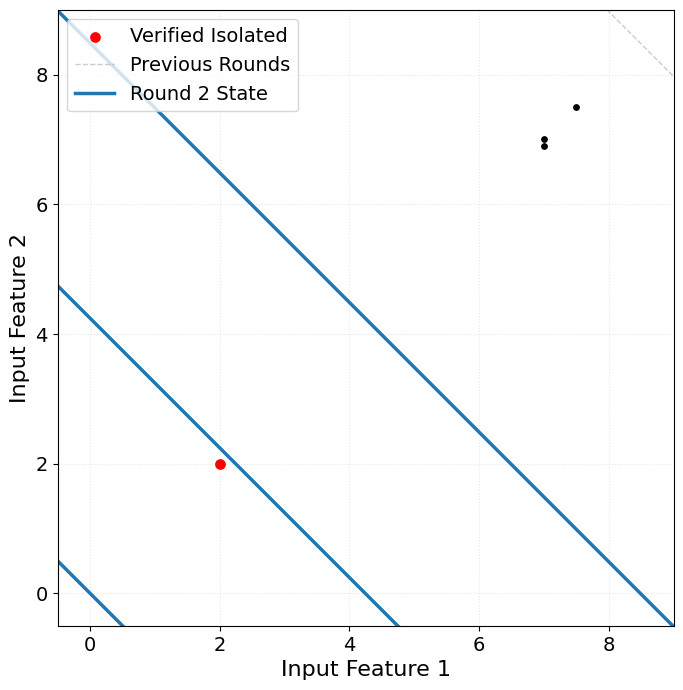 Verified Isolated
Previous Rounds
Round 2 State
8
6
4
2
0
Input Feature 2
0 2 4 6 8
Input Feature 1